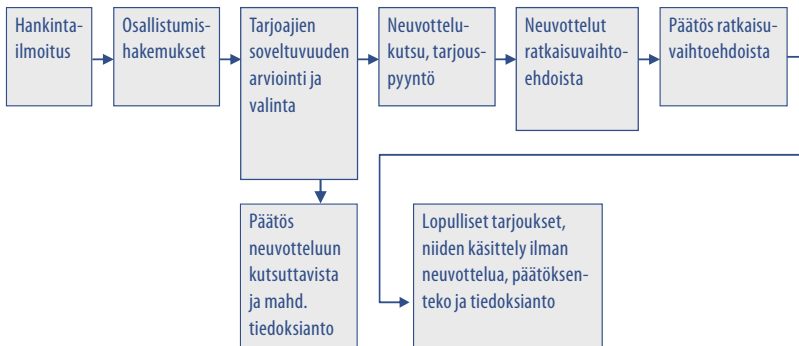 Hankinta-
ilmoitus
Osallistumis-
hakemukset
Tarjoajien
soveltuvuuden
arviointi ja
valinta
Neuvottelu-
kutsu, tarjous-
pyyntö
Neuvottelut
ratkaisuvaihto-
ehdoista
Päätös ratkaisu-
vaihtoehdoista
Päätös
neuvotteluun
kutsuttavista
ja mahd.
tiedoksianto
Lopulliset tarjoukset,
niiden käsittely ilman
neuvottelua, päätöksen-
teko ja tiedoksianto